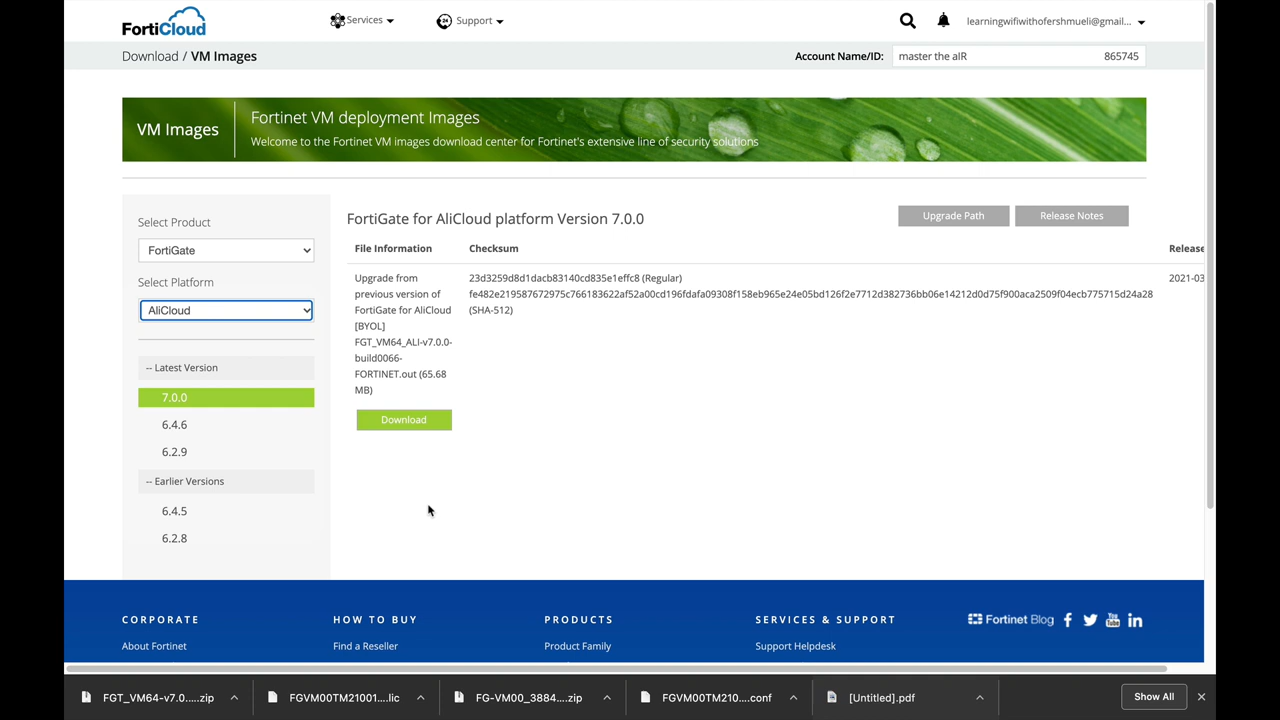 FortiCloud
Services
Support
learningwifiwithofershmueli@gmail...
Download / VM Images
Account Name/ID:
master the aIR
865745
VM Images
Fortinet VM deployment Images
Welcome to the Fortinet VM images download center for Fortinet's extensive line of security solutions
Select Product
FortiGate
Select Platform
AliCloud
-- Latest Version
7.0.0
6.4.6
6.2.9
-- Earlier Versions
6.4.5
6.2.8
FortiGate for AliCloud platform Version 7.0.0
Upgrade Path
Release Notes
File Information
Checksum
Release
Upgrade from
previous version of
FortiGate for AliCloud
[BYOL]
FGT_VM64_ALI-v7.0.0-
build0066-
FORTINET.out (65.68
MB)
23d3259d8d1dacb83140cd835e1effc8 (Regular)
fe482e219587672975c766183622af52a00cd196fdafa09308f158eb965e24e05bd126f2e7712d382736bb06e14212d0d75f900aca2509f04ecb775715d24a28
(SHA-512)
2021-03
Download
CORPORATE
HOW TO BUY
PRODUCTS
SERVICES & SUPPORT
Fortinet Blog
About Fortinet
Find a Reseller
Product Family
Support Helpdesk
FGT_VM64-v7.0.....zip
FGVM00TM21001....lic
FG-VM00_3884....zip
FGVM00TM210....conf
[Untitled].pdf
Show All